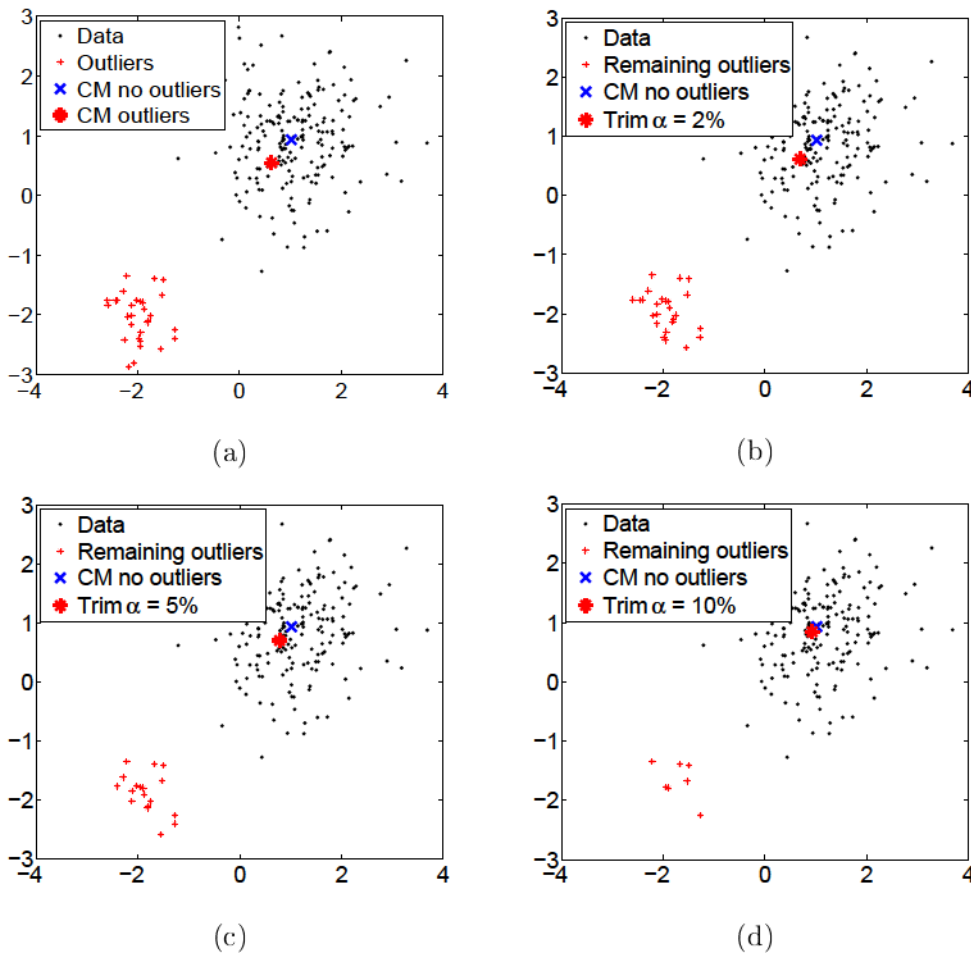 3
2
1
0
−1
−2
−3
−4
−2
0
2
4
Data
Outliers
CM no outliers
CM outliers
(a)
3
2
1
0
−1
−2
−3
−4
−2
0
2
4
Data
Remaining outliers
CM no outliers
Trim α = 2%
(b)
3
2
1
0
−1
−2
−3
−4
−2
0
2
4
Data
Remaining outliers
CM no outliers
Trim α = 5%
(c)
3
2
1
0
−1
−2
−3
−4
−2
0
2
4
Data
Remaining outliers
CM no outliers
Trim α = 10%
(d)